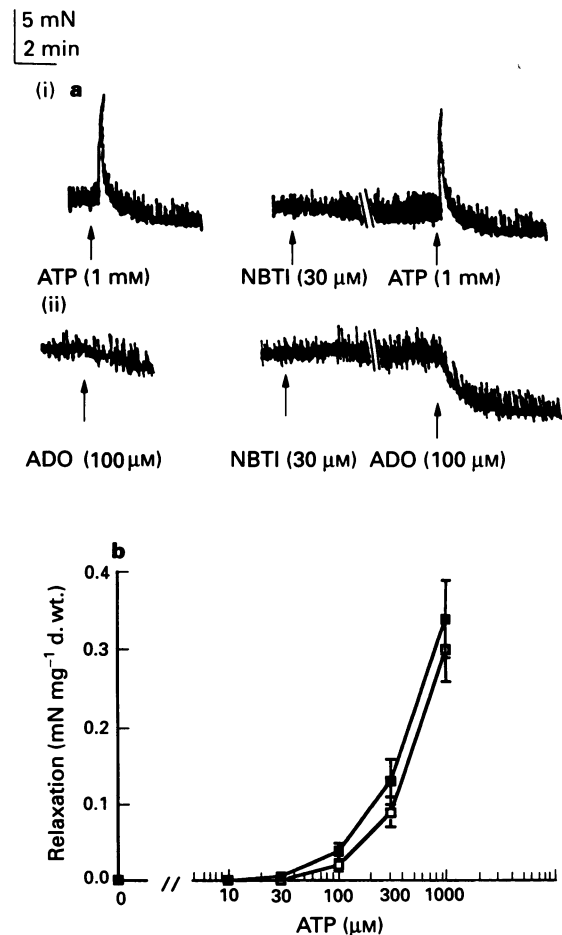 5 mN
2 min
(i) a
ATP (1 mM) NBTI (30 μM) ATP (1 mM)
(ii)
ADO (100 μM) NBTI (30 μM) ADO (100 μM)
b
Relaxation (mN mg⁻¹ d. wt.)
0.4
0.3
0.2
0.1
0.0
0 // 10 30 100 300 1000
ATP (μM)